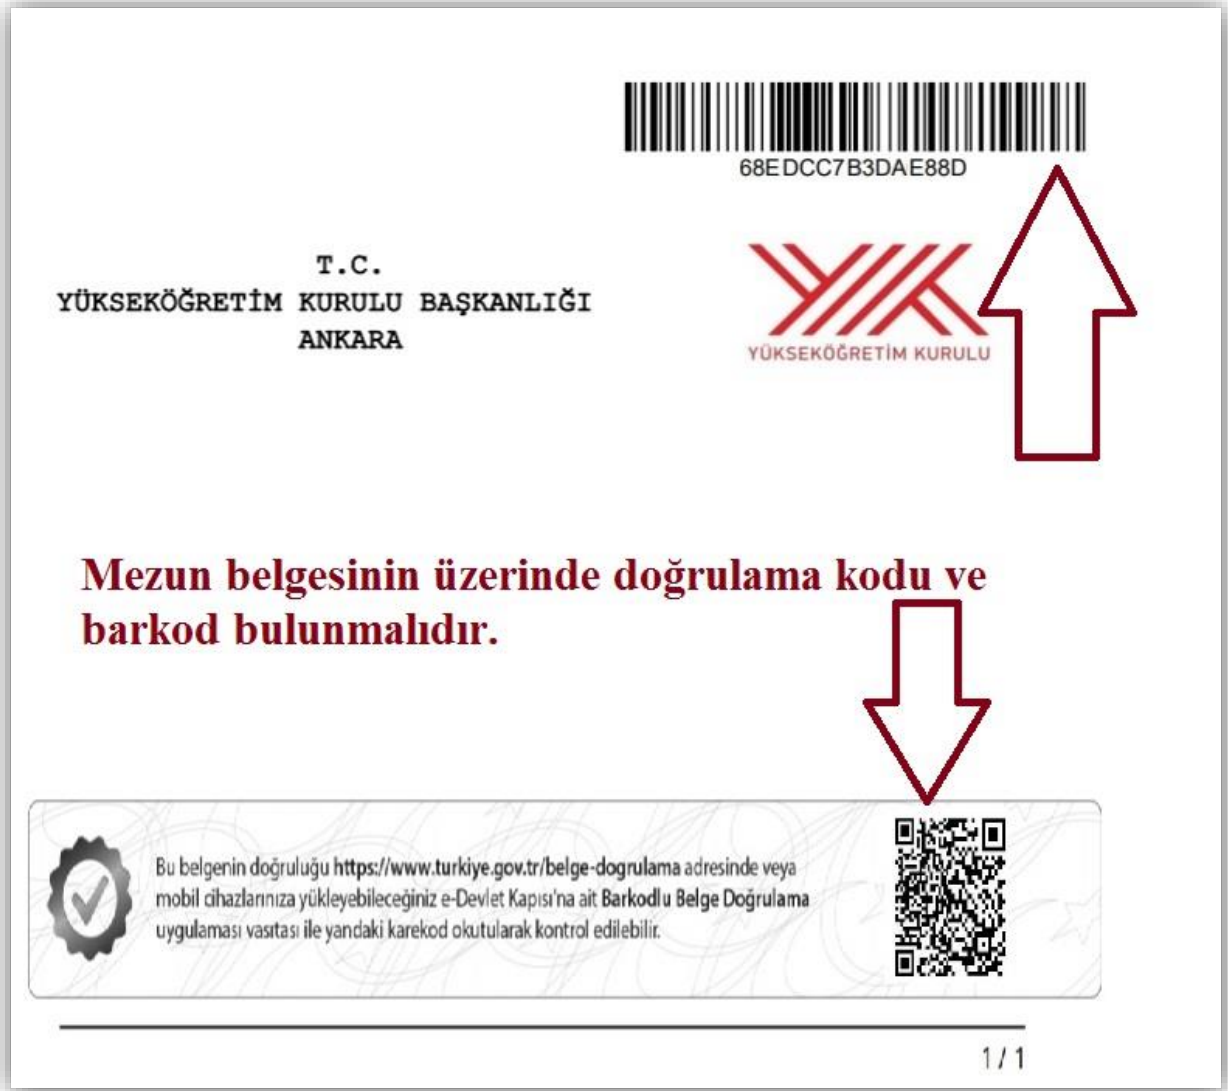 68EDCC7B3DAE88D
T.C.
YÜKSEKÖĞRETİM KURULU BAŞKANLIĞI
ANKARA
YÜKSEKÖĞRETİM KURULU
Mezun belgesinin üzerinde doğrulama kodu ve
barkod bulunmalıdır.
Bu belgenin doğruluğu https://www.turkiye.gov.tr/belge-dogrulama adresinde veya
mobil cihazlarınıza yükleyebileceğiniz e-Devlet Kapısı'na ait Barkodlu Belge Doğrulama
uygulaması vasıtası ile yandaki karekod okutularak kontrol edilebilir.
1 / 1